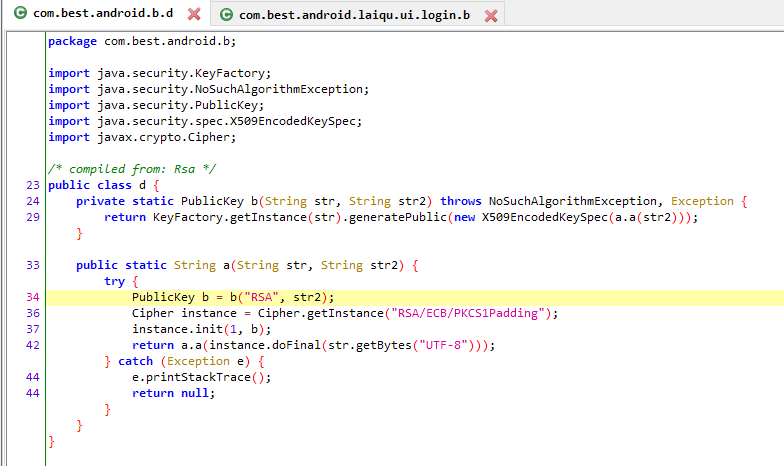 com.best.android.b.d com.best.android.laiqu.ui.login.b
package com.best.android.b;
import java.security.KeyFactory;
import java.security.NoSuchAlgorithmException;
import java.security.PublicKey;
import java.security.spec.X509EncodedKeySpec;
import javax.crypto.Cipher;
/* compiled from: Rsa */
23 public class d {
24 private static PublicKey b(String str, String str2) throws NoSuchAlgorithmException, Exception {
29 return KeyFactory.getInstance(str).generatePublic(new X509EncodedKeySpec(a.a(str2)));
}
33 public static String a(String str, String str2) {
try {
34 PublicKey b = b("RSA", str2);
36 Cipher instance = Cipher.getInstance("RSA/ECB/PKCS1Padding");
37 instance.init(1, b);
42 return a.a(instance.doFinal(str.getBytes("UTF-8")));
} catch (Exception e) {
44 e.printStackTrace();
44 return null;
}
}
}